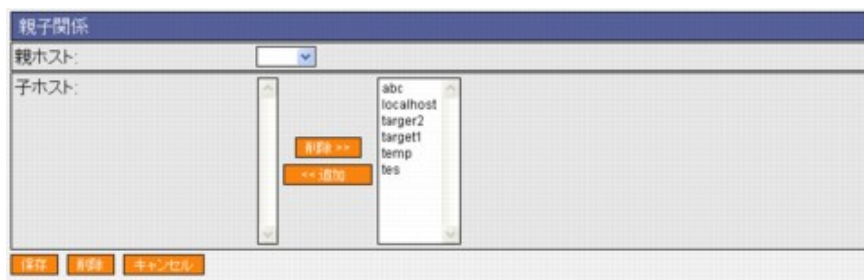 親子関係
親ホスト:
子ホスト:
abc
localhost
targer2
target1
temp
tes
削除 >>
<< 追加
保存 削除 キャンセル